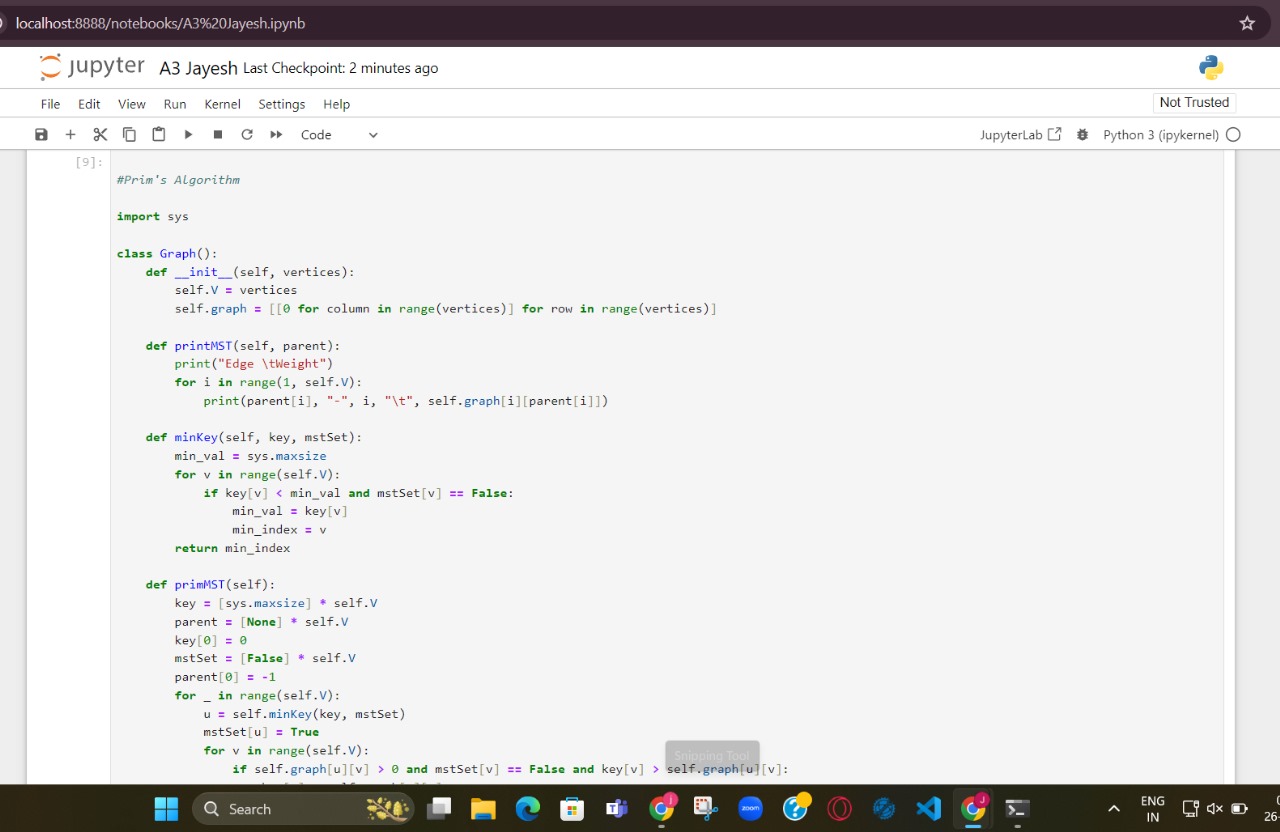 localhost:8888/notebooks/A3%20Jayesh.ipynb
jupyter A3 Jayesh Last Checkpoint: 2 minutes ago
File Edit View Run Kernel Settings Help
Not Trusted
Code
JupyterLab
Python 3 (ipykernel)
[9]:
#Prim's Algorithm
import sys
class Graph():
    def __init__(self, vertices):
        self.V = vertices
        self.graph = [[0 for column in range(vertices)] for row in range(vertices)]
    def printMST(self, parent):
        print("Edge \tWeight")
        for i in range(1, self.V):
            print(parent[i], "-", i, "\t", self.graph[i][parent[i]])
    def minKey(self, key, mstSet):
        min_val = sys.maxsize
        for v in range(self.V):
            if key[v] < min_val and mstSet[v] == False:
                min_val = key[v]
                min_index = v
        return min_index
    def primMST(self):
        key = [sys.maxsize] * self.V
        parent = [None] * self.V
        key[0] = 0
        mstSet = [False] * self.V
        parent[0] = -1
        for _ in range(self.V):
            u = self.minKey(key, mstSet)
            mstSet[u] = True
            for v in range(self.V):
Snipping Tool
                if self.graph[u][v] > 0 and mstSet[v] == False and key[v] > self.graph[u][v]:
Search
zoom
ENG
IN